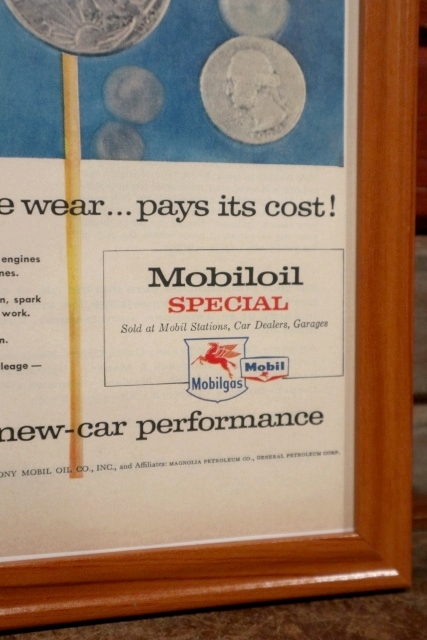 e wear...pays its cost!
engines
nes.
n, spark
work.
n.
leage —
Mobiloil
SPECIAL
Sold at Mobil Stations, Car Dealers, Garages
Mobilgas
Mobil
new-car performance
ONY MOBIL OIL CO., INC., and Affiliates: MAGNOLIA PETROLEUM CO., GENERAL PETROLEUM CORP.